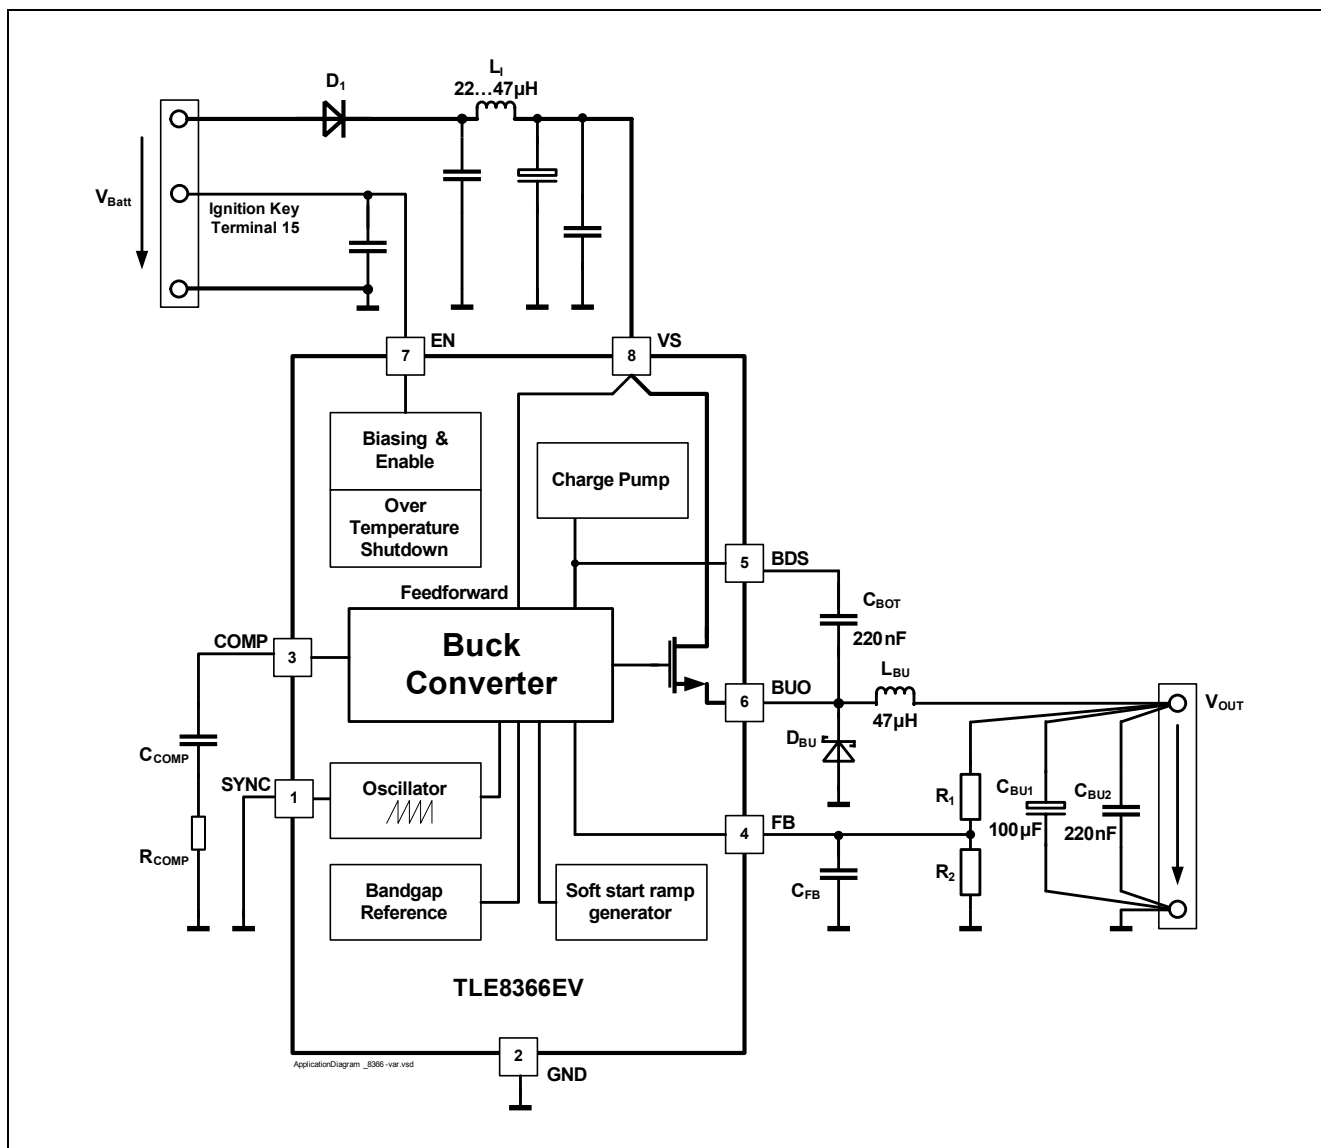 D1
LI
22…47µH
VBatt
Ignition Key
Terminal 15
EN
VS
7
8
Biasing &
Enable
Charge Pump
Over
Temperature
Shutdown
5
BDS
Feedforward
CBOT
220nF
COMP
3
Buck
Converter
LBU
47µH
6
BUO
VOUT
DBU
CCOMP
SYNC
1
Oscillator
R1
CBU1
100µF
CBU2
220nF
4
FB
RCOMP
R2
CFB
Bandgap
Reference
Soft start ramp
generator
TLE8366EV
ApplicationDiagram _8366-var.vsd
2
GND